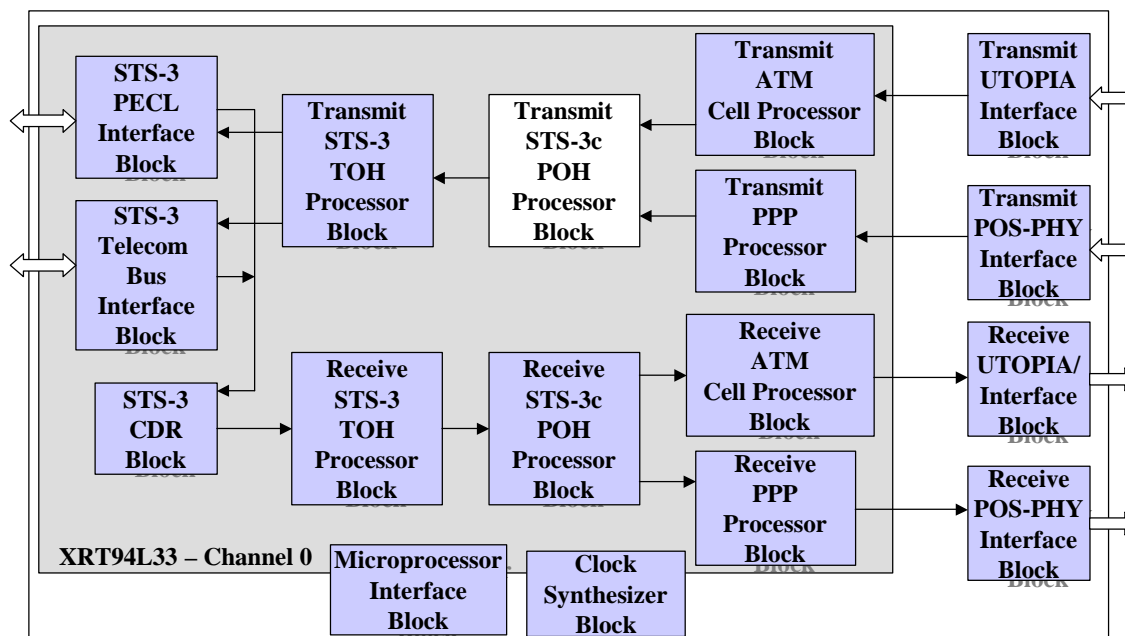 STS-3
PECL
Interface
Block
Transmit
STS-3
TOH
Processor
Block
Transmit
STS-3c
POH
Processor
Block
Transmit
ATM
Cell Processor
Block
Transmit
UTOPIA
Interface
Block
STS-3
Telecom
Bus
Interface
Block
Transmit
PPP
Processor
Block
Transmit
POS-PHY
Interface
Block
STS-3
CDR
Block
Receive
STS-3
TOH
Processor
Block
Receive
STS-3c
POH
Processor
Block
Receive
ATM
Cell Processor
Block
Receive
UTOPIA/
Interface
Block
Receive
PPP
Processor
Block
Receive
POS-PHY
Interface
Block
XRT94L33 – Channel 0
Microprocessor
Interface
Block
Clock
Synthesizer
Block